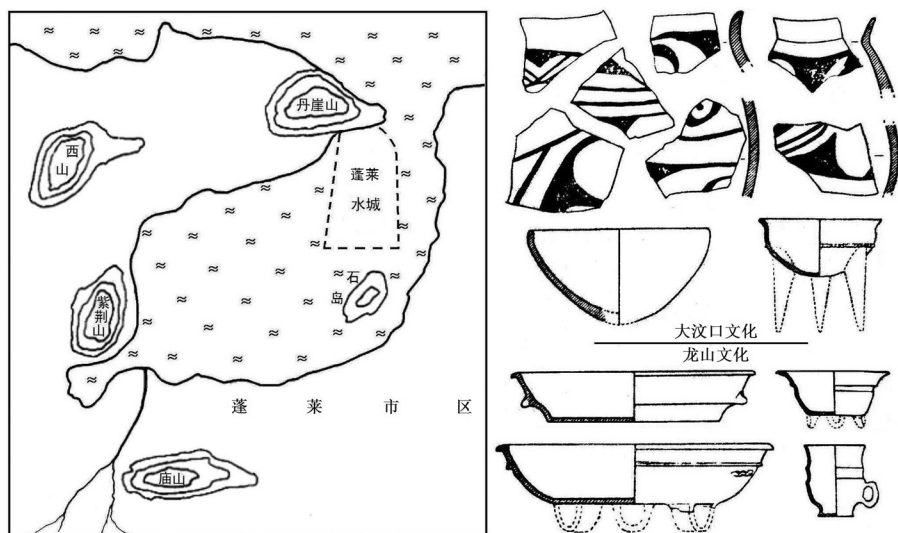 丹崖山
西
山
蓬莱
水城
石
岛
紫
荆
山
蓬莱市区
庙山
大汶口文化
龙山文化